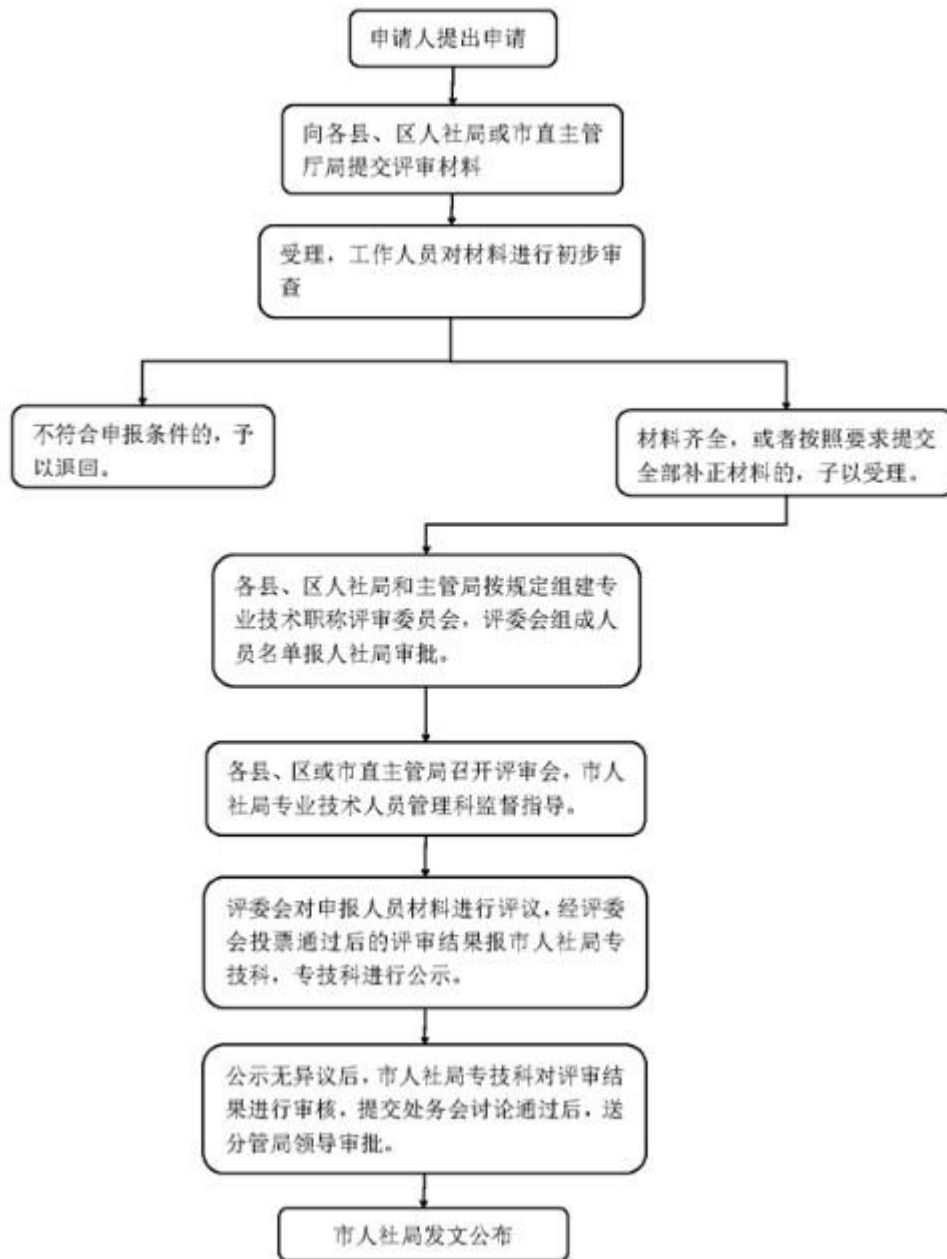 申请人提出申请
向各县、区人社局或市直主管
厅局提交评审材料
受理，工作人员对材料进行初步审
查
不符合申报条件的，予
以退回。
材料齐全，或者按照要求提交
全部补正材料的，子以受理。
各县、区人社局和主管局按规定组建专
业技术职称评审委员会，评委会组成人
员名单报人社局审批。
各县、区或市直主管局召开评审会，市人
社局专业技术人员管理科监督指导。
评委会对申报人员材料进行评议，经评委
会投票通过后的评审结果报市人社局专
技科，专技科进行公示。
公示无异议后，市人社局专技科对评审结
果进行审核，提交处务会讨论通过后，送
分管局领导审批。
市人社局发文公布